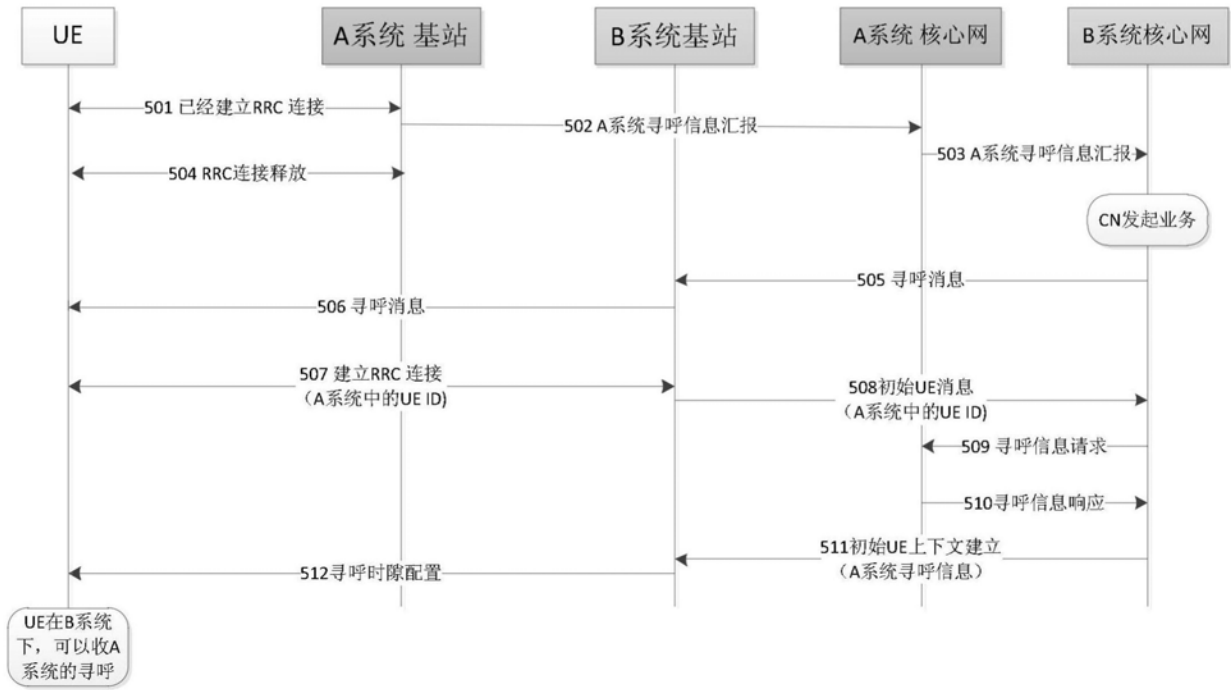 UE
A系统 基站
B系统基站
A系统 核心网
B系统核心网
501 已经建立RRC 连接
502 A系统寻呼信息汇报
503 A系统寻呼信息汇报
504 RRC连接释放
CN发起业务
505 寻呼消息
506 寻呼消息
507 建立RRC 连接
（A系统中的UE ID)
508初始UE消息
（A系统中的UE ID)
509 寻呼信息请求
510寻呼信息响应
511初始UE上下文建立
（A系统寻呼信息）
512寻呼时隙配置
UE在B系统
下，可以收A
系统的寻呼